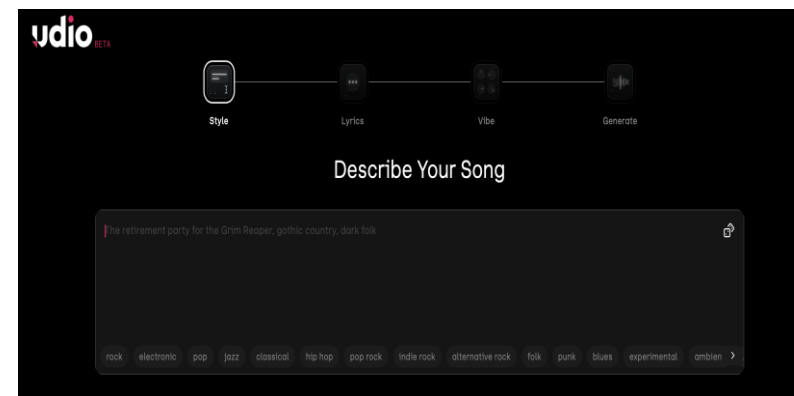 udio BETA
Style Lyrics Vibe Generate
Describe Your Song
The retirement party for the Grim Reaper, gothic country, dark folk
rock electronic pop jazz classical hip hop pop rock indie rock alternative rock folk punk blues experimental ambien